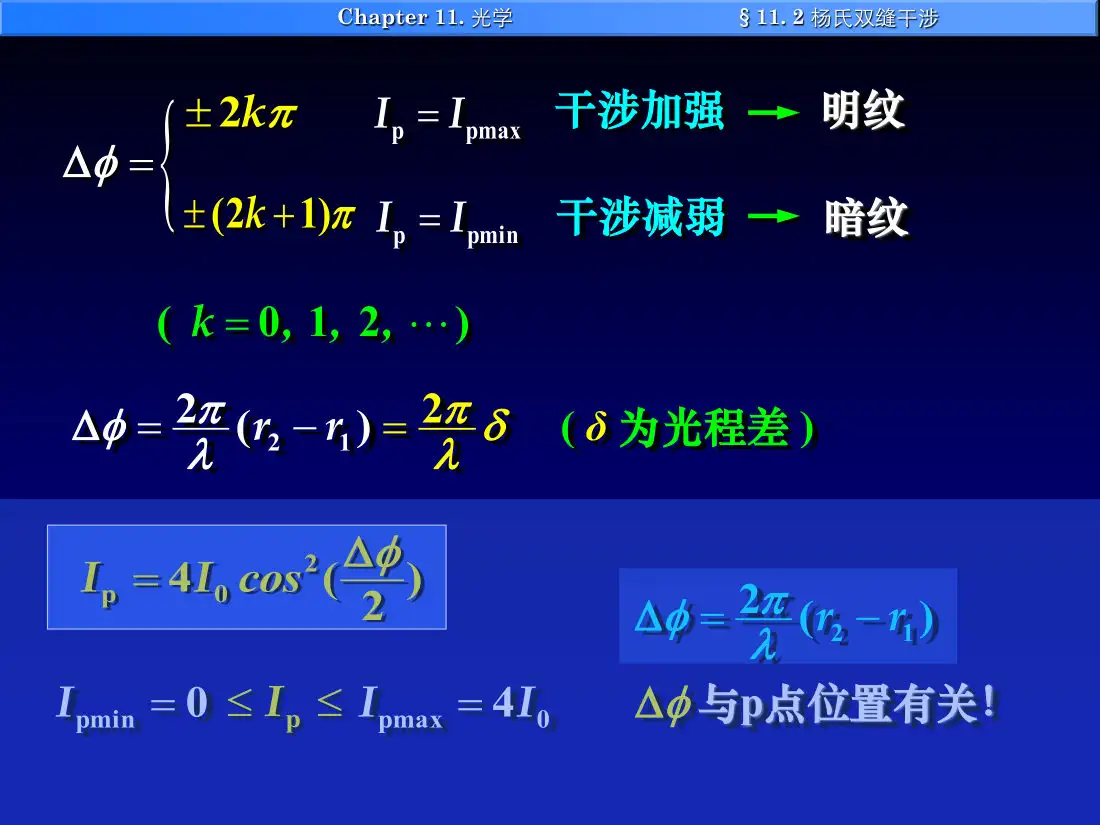 Chapter 11. 光学 § 11. 2 杨氏双缝干涉
Δϕ = { ± 2kπ I_p = I_pmax 干涉加强 → 明纹
± (2k + 1)π I_p = I_pmin 干涉减弱 → 暗纹
( k = 0, 1, 2, ⋯ )
Δϕ = 2π/λ (r₂ − r₁) = 2π/λ δ ( δ 为光程差 )
I_p = 4I₀ cos²(Δϕ/2)
Δϕ = 2π/λ (r₂ − r₁)
I_pmin = 0 ≤ I_p ≤ I_pmax = 4I₀
Δϕ 与p点位置有关!